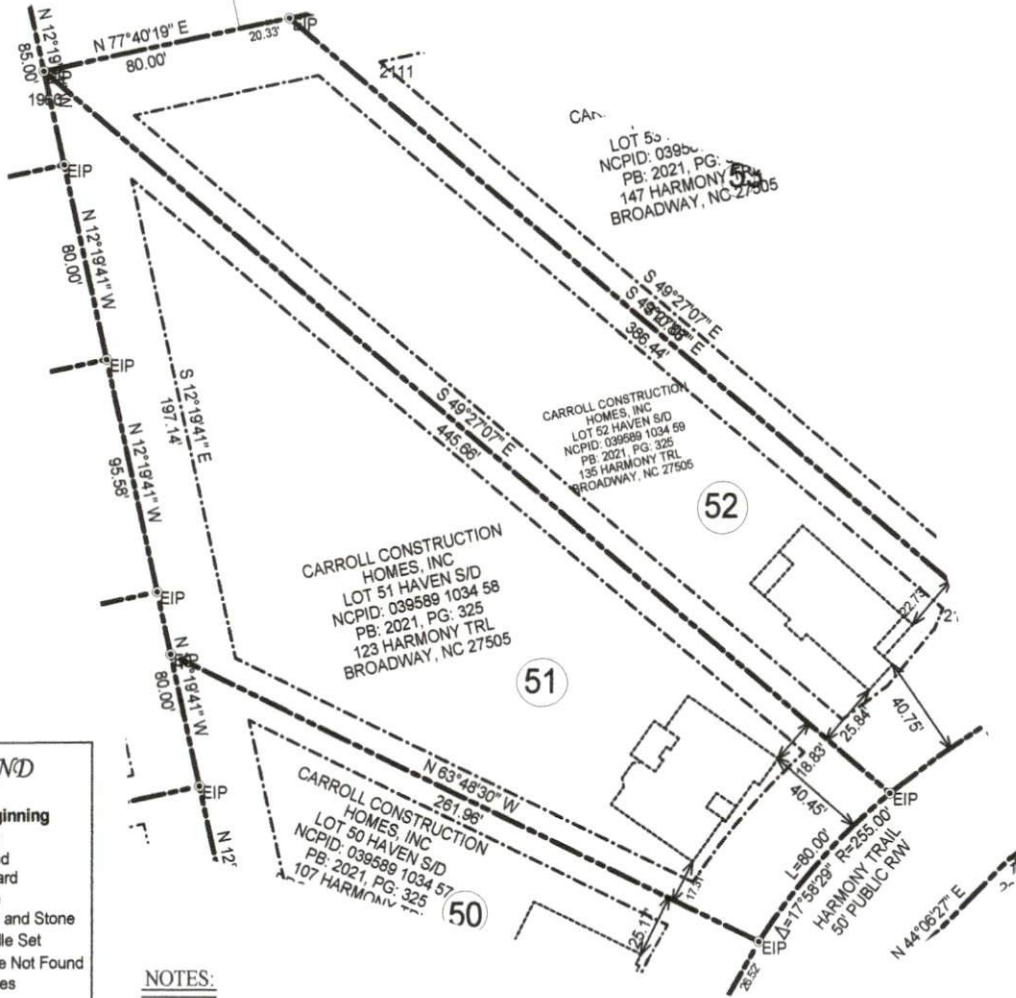 N 12°19'
85.00'
N 77°40'19" E
80.00'
20.33'
EIP
EIP
N 12°19'41" W
80.00'
EIP
N 12°19'41" W
95.58'
EIP
80.00'
EIP
N 12°
S 12°19'41" E
197.14'
2111
LOT 53
NCPID: 0395
PB: 2021, PG:
147 HARMONY
BROADWAY, NC 27505
53
S 49°27'07" E
386.44'
S 49°27'07" E
445.66'
CARROLL CONSTRUCTION
HOMES, INC
LOT 52 HAVEN S/D
NCPID: 039589 1034 59
PB: 2021, PG: 325
135 HARMONY TRL
BROADWAY, NC 27505
52
CARROLL CONSTRUCTION
HOMES, INC
LOT 51 HAVEN S/D
NCPID: 039589 1034 58
PB: 2021, PG: 325
123 HARMONY TRL
BROADWAY, NC 27505
51
22.73'
25.84'
40.75'
18.83'
40.45'
EIP
N 63°48'30" W
261.96'
CARROLL CONSTRUCTION
HOMES, INC
LOT 50 HAVEN S/D
NCPID: 039589 1034 57
PB: 2021, PG: 325
107 HARMONY
50
25.17'
EIP
26.52'
L=80.00'
Δ=17°58'29" R=255.00'
HARMONY TRAIL
50' PUBLIC R/W
N 44°06'27" E
ND
ginning
d
ard
and Stone
le Set
e Not Found
es
NOTES: